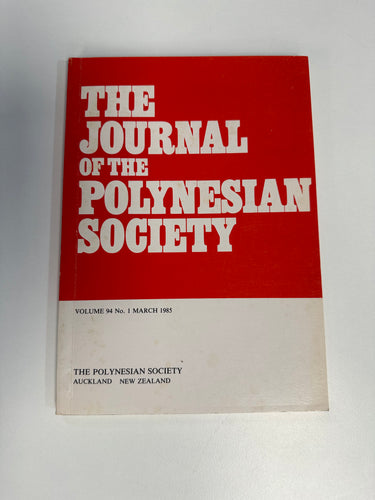 THE
JOURNAL
OF THE
POLYNESIAN
SOCIETY
VOLUME 94 No. 1 MARCH 1985
THE POLYNESIAN SOCIETY
AUCKLAND NEW ZEALAND